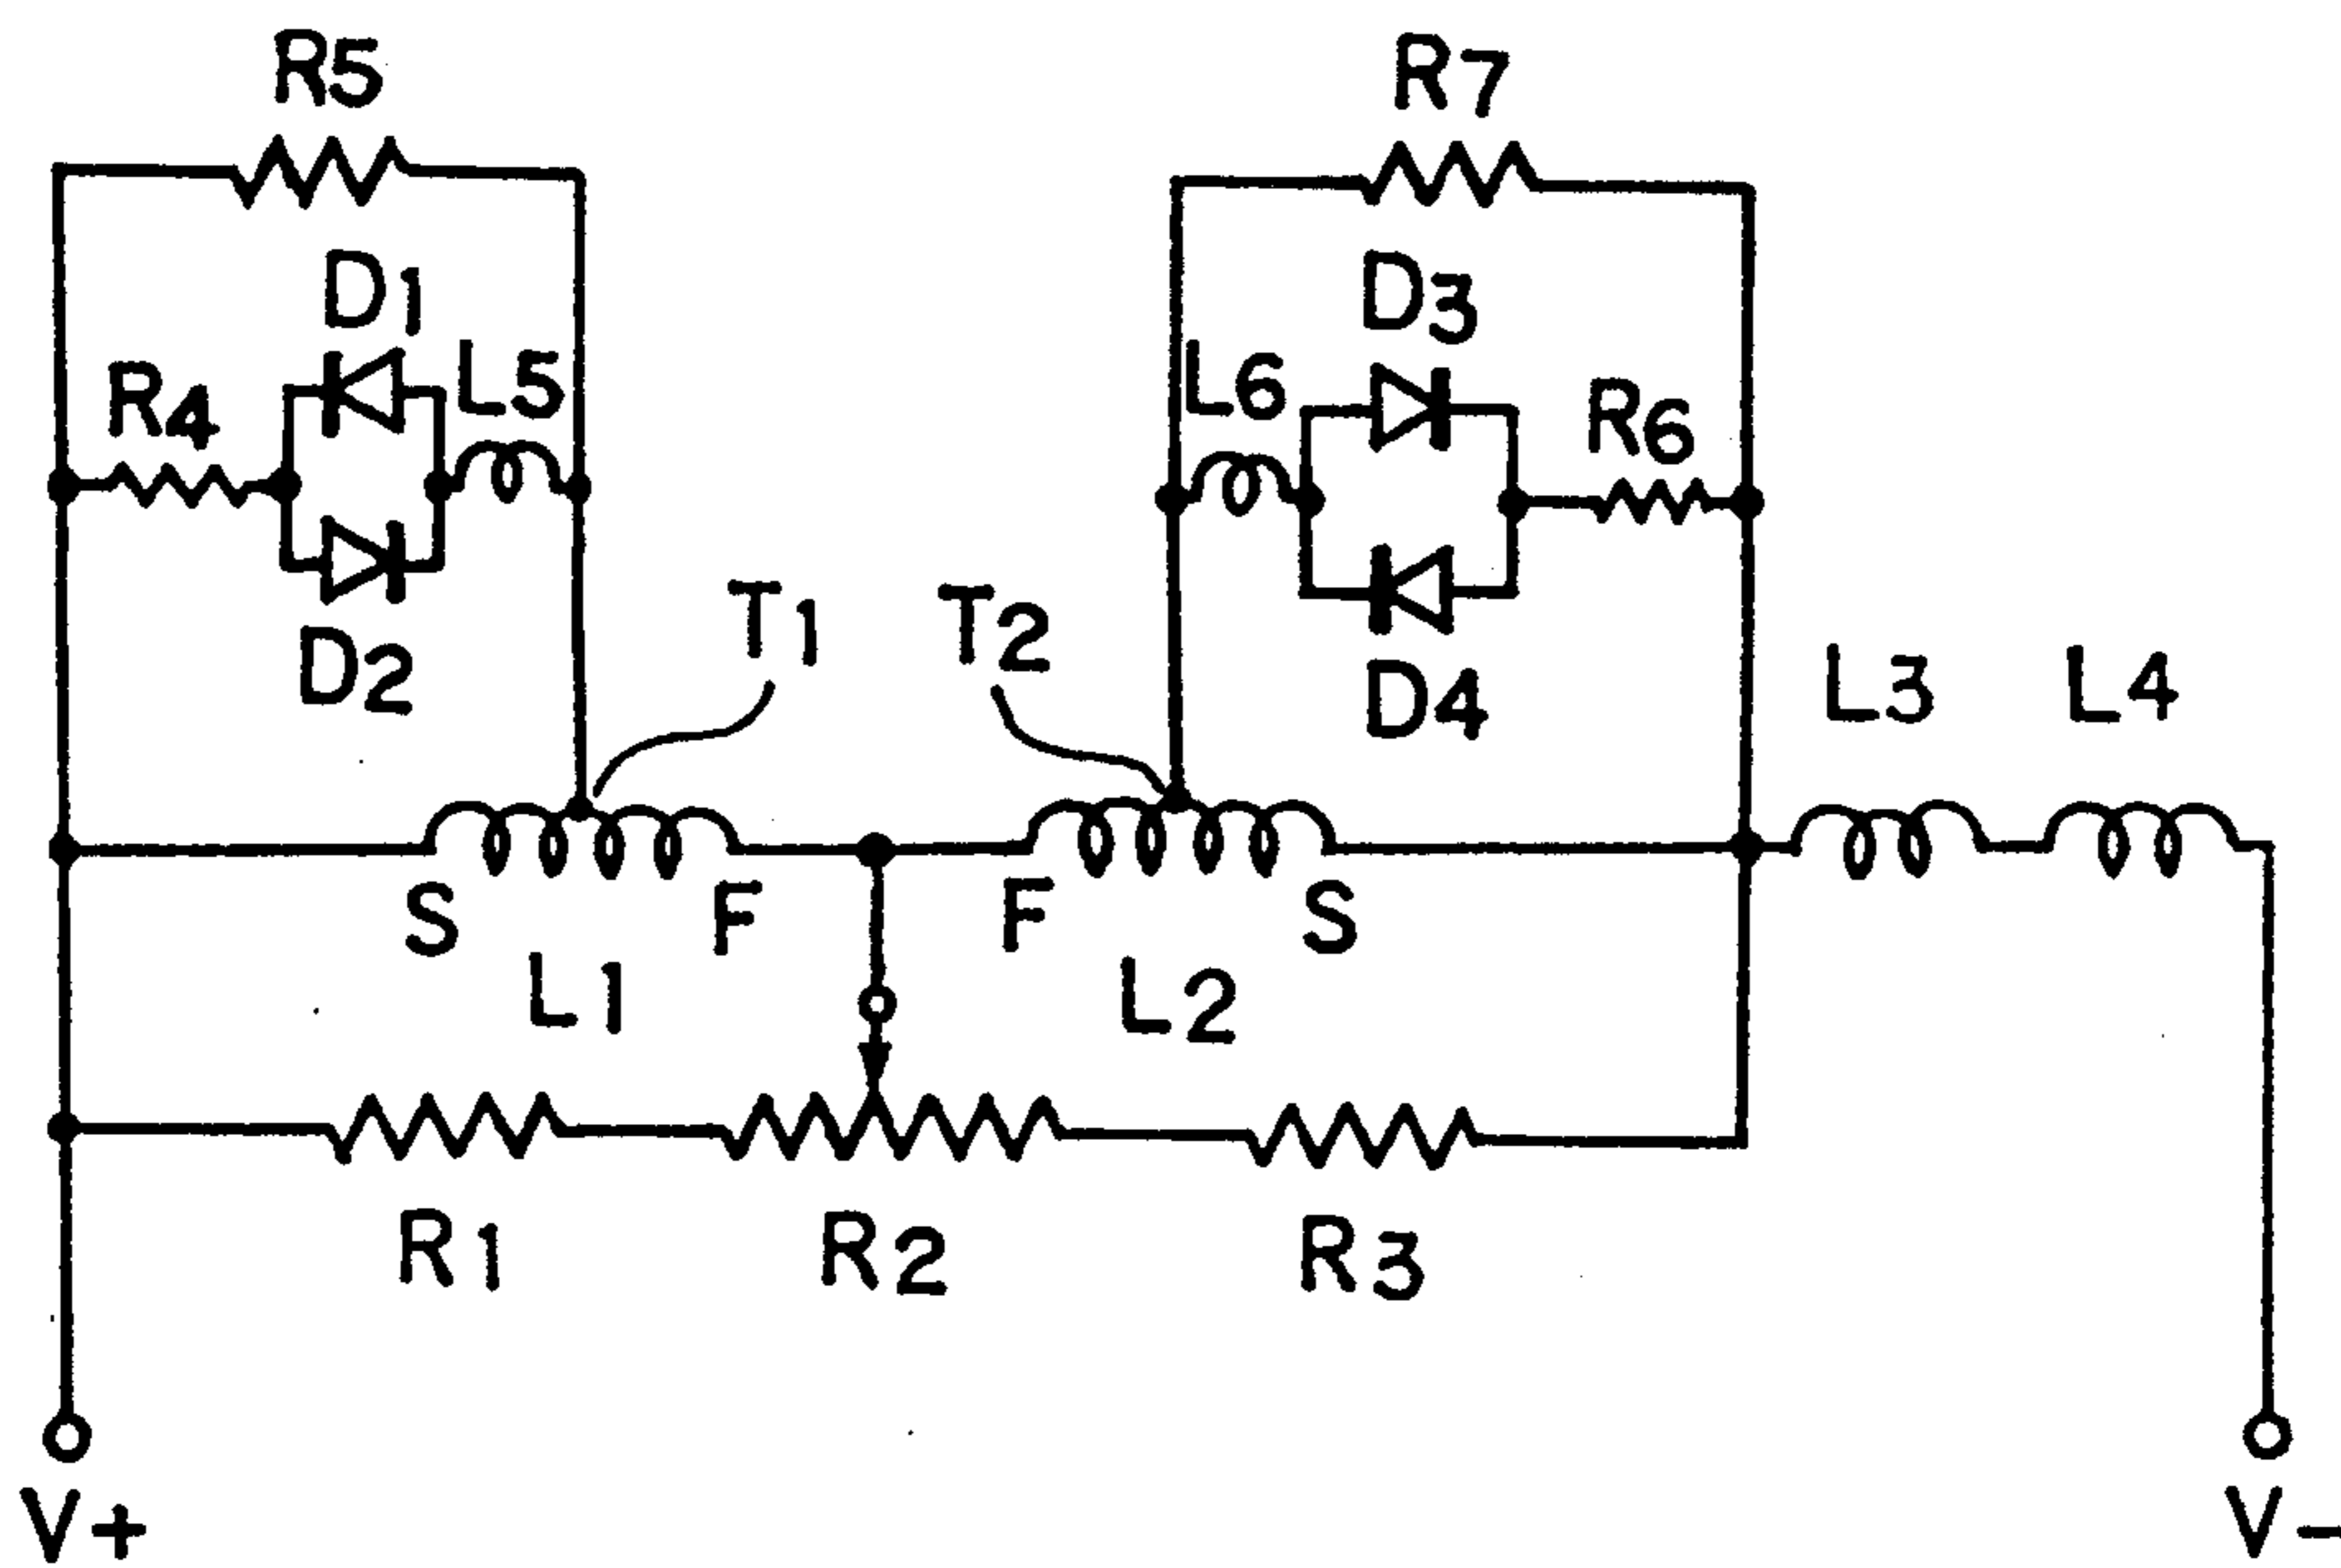 R5 R7
D1 D3
R4 L5 L6 R6
D2 T1 T2 D4 L3 L4
S F F S
L1 L2
R1 R2 R3
V+ V-